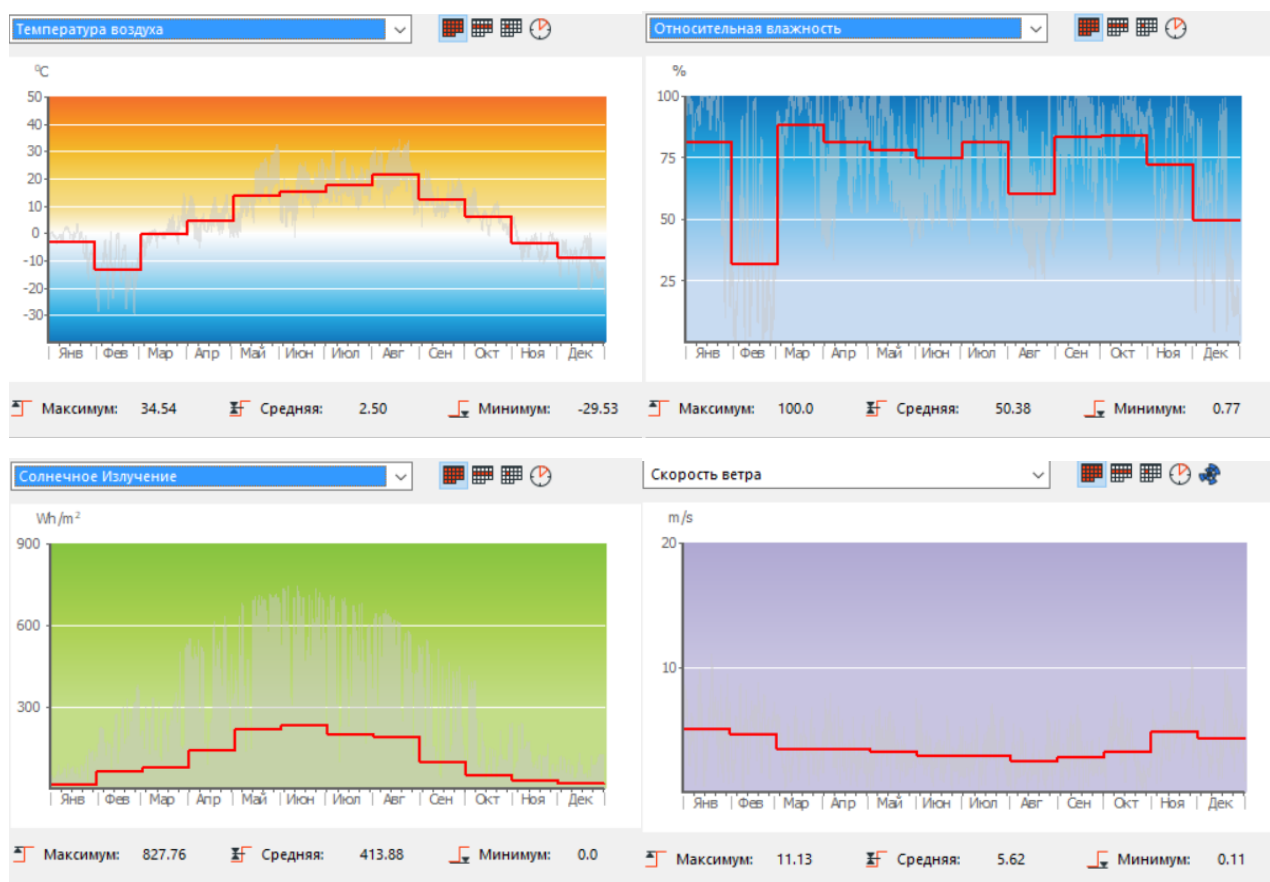 Температура воздуха
°C
50
40
30
20
10
0
-10
-20
-30
Янв Фев Мар Апр Май Июн Июл Авг Сен Окт Ноя Дек
Максимум: 34.54 Средняя: 2.50 Минимум: -29.53
Относительная влажность
%
100
75
50
25
Янв Фев Мар Апр Май Июн Июл Авг Сен Окт Ноя Дек
Максимум: 100.0 Средняя: 50.38 Минимум: 0.77
Солнечное Излучение
Wh/m²
900
600
300
Янв Фев Мар Апр Май Июн Июл Авг Сен Окт Ноя Дек
Максимум: 827.76 Средняя: 413.88 Минимум: 0.0
Скорость ветра
m/s
20
10
Янв Фев Мар Апр Май Июн Июл Авг Сен Окт Ноя Дек
Максимум: 11.13 Средняя: 5.62 Минимум: 0.11